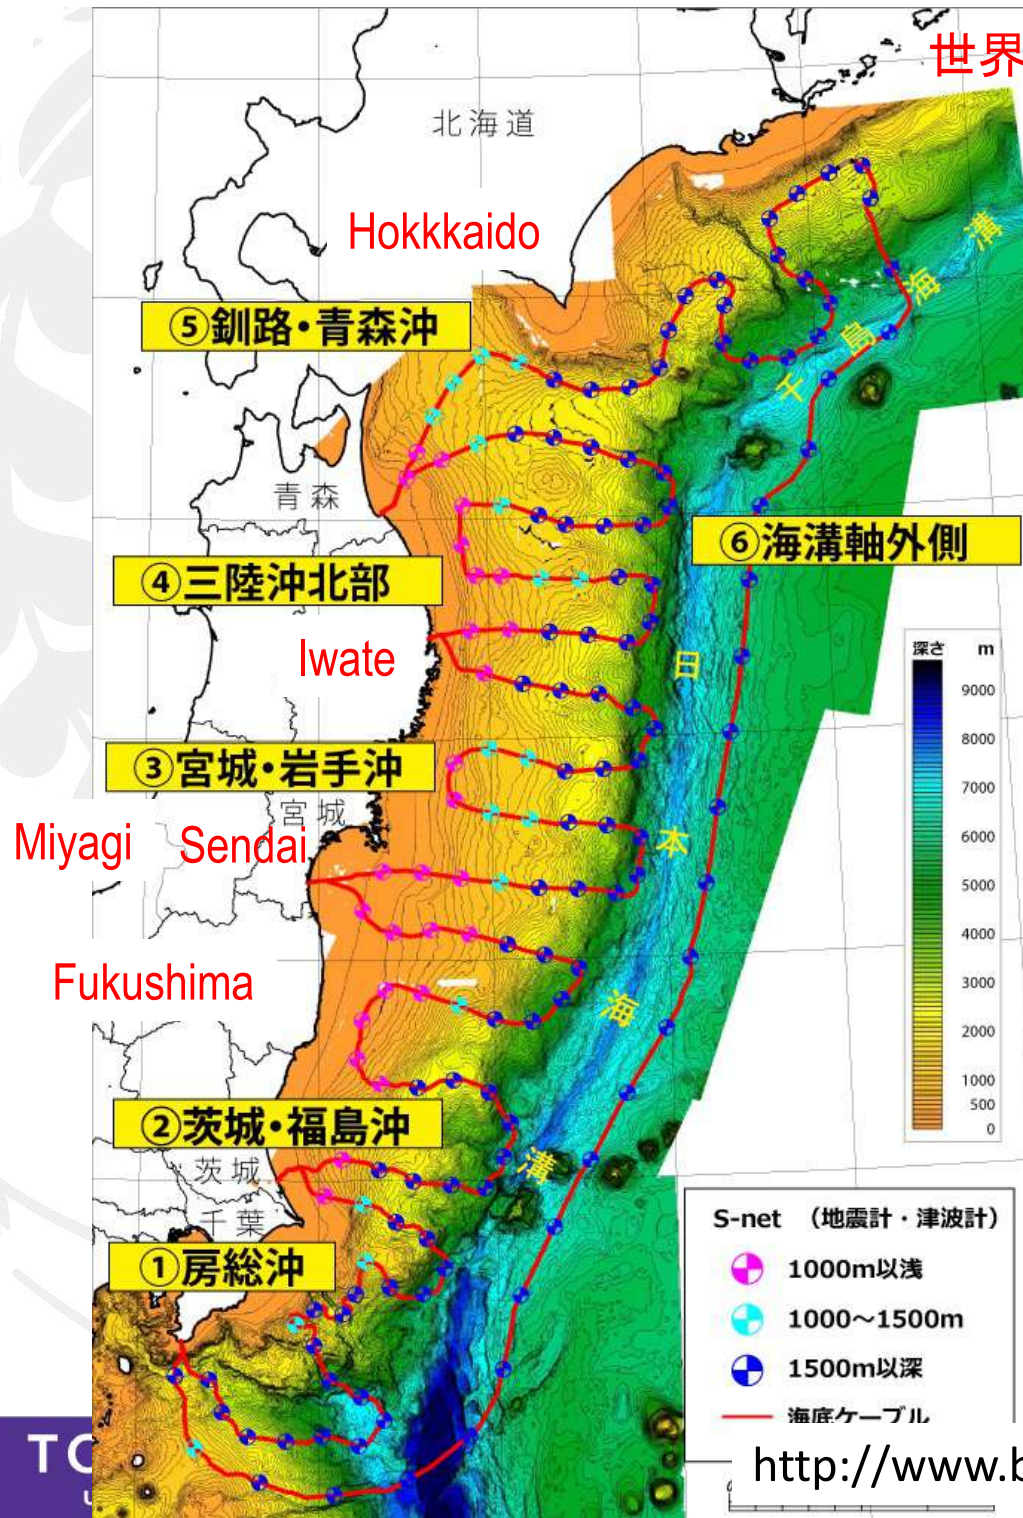 世界
北海道
Hokkkaido
⑤釧路・青森沖
千島海溝
青森
⑥海溝軸外側
④三陸沖北部
Iwate
深さ m
9000
8000
7000
6000
5000
4000
3000
2000
1000
500
0
日本海溝
③宮城・岩手沖
宮城
Miyagi Sendai
Fukushima
②茨城・福島沖
茨城
千葉
①房総沖
S-net （地震計・津波計）
1000m以浅
1000～1500m
1500m以深
海底ケーブル
http://www.b
TO